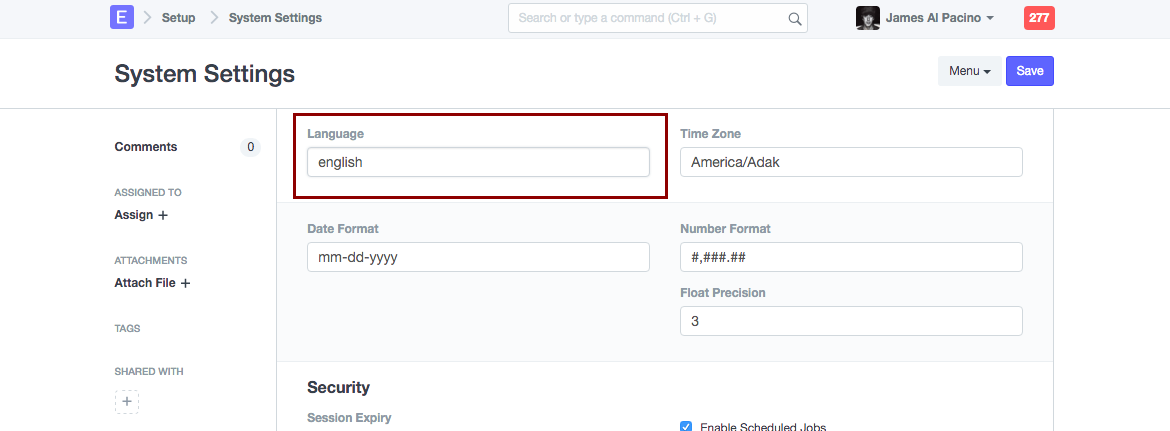 E Setup System Settings Search or type a command (Ctrl + G) James Al Pacino 277
System Settings Menu Save
Comments 0
ASSIGNED TO
Assign +
ATTACHMENTS
Attach File +
TAGS
SHARED WITH
+
Language Time Zone
english America/Adak
Date Format Number Format
mm-dd-yyyy #,###.##
Float Precision
3
Security
Session Expiry
Enable Scheduled Jobs